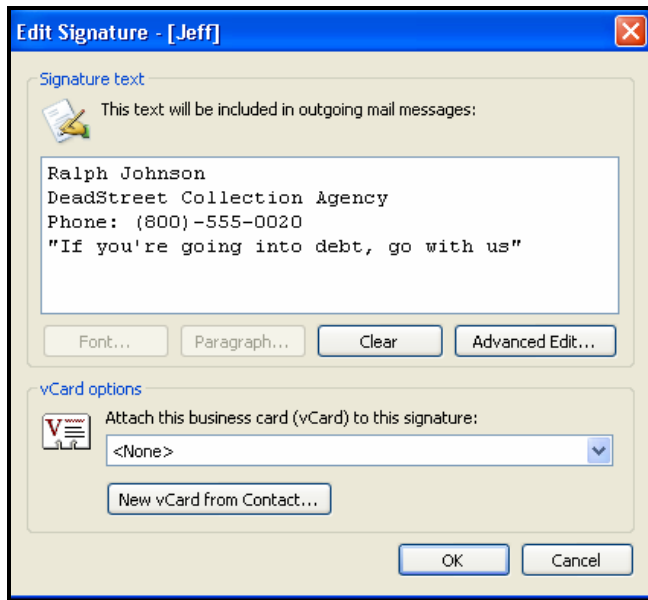 Edit Signature - [Jeff]
Signature text
This text will be included in outgoing mail messages:
Ralph Johnson
DeadStreet Collection Agency
Phone: (800)-555-0020
"If you're going into debt, go with us"
Font... Paragraph... Clear Advanced Edit...
vCard options
V
Attach this business card (vCard) to this signature:
<None>
New vCard from Contact...
OK Cancel